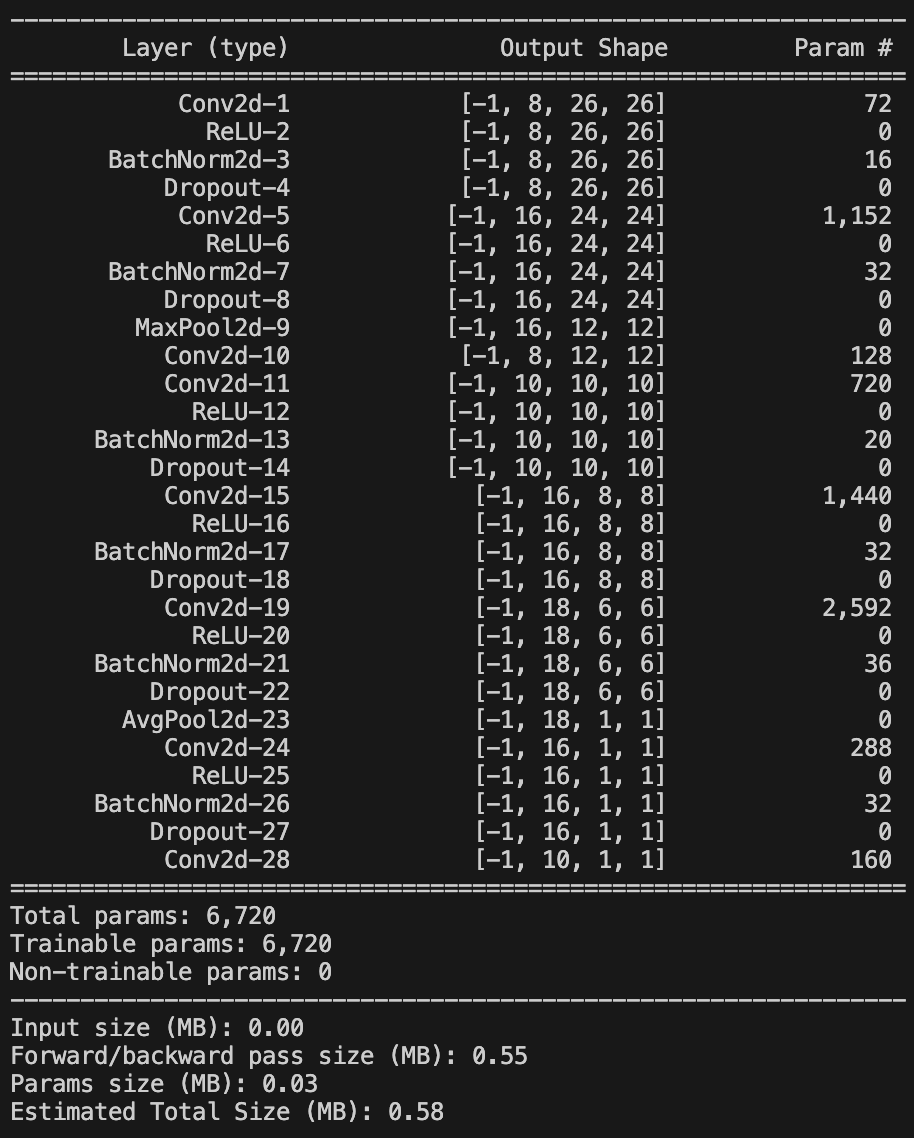 ----------------------------------------------------------------
        Layer (type)               Output Shape         Param #
================================================================
            Conv2d-1            [-1, 8, 26, 26]              72
              ReLU-2            [-1, 8, 26, 26]               0
       BatchNorm2d-3            [-1, 8, 26, 26]              16
           Dropout-4            [-1, 8, 26, 26]               0
            Conv2d-5           [-1, 16, 24, 24]           1,152
              ReLU-6           [-1, 16, 24, 24]               0
       BatchNorm2d-7           [-1, 16, 24, 24]              32
           Dropout-8           [-1, 16, 24, 24]               0
         MaxPool2d-9           [-1, 16, 12, 12]               0
           Conv2d-10            [-1, 8, 12, 12]             128
           Conv2d-11           [-1, 10, 10, 10]             720
             ReLU-12           [-1, 10, 10, 10]               0
      BatchNorm2d-13           [-1, 10, 10, 10]              20
          Dropout-14           [-1, 10, 10, 10]               0
           Conv2d-15             [-1, 16, 8, 8]           1,440
             ReLU-16             [-1, 16, 8, 8]               0
      BatchNorm2d-17             [-1, 16, 8, 8]              32
          Dropout-18             [-1, 16, 8, 8]               0
           Conv2d-19             [-1, 18, 6, 6]           2,592
             ReLU-20             [-1, 18, 6, 6]               0
      BatchNorm2d-21             [-1, 18, 6, 6]              36
          Dropout-22             [-1, 18, 6, 6]               0
        AvgPool2d-23             [-1, 18, 1, 1]               0
           Conv2d-24             [-1, 16, 1, 1]             288
             ReLU-25             [-1, 16, 1, 1]               0
      BatchNorm2d-26             [-1, 16, 1, 1]              32
          Dropout-27             [-1, 16, 1, 1]               0
           Conv2d-28             [-1, 10, 1, 1]             160
================================================================
Total params: 6,720
Trainable params: 6,720
Non-trainable params: 0
----------------------------------------------------------------
Input size (MB): 0.00
Forward/backward pass size (MB): 0.55
Params size (MB): 0.03
Estimated Total Size (MB): 0.58